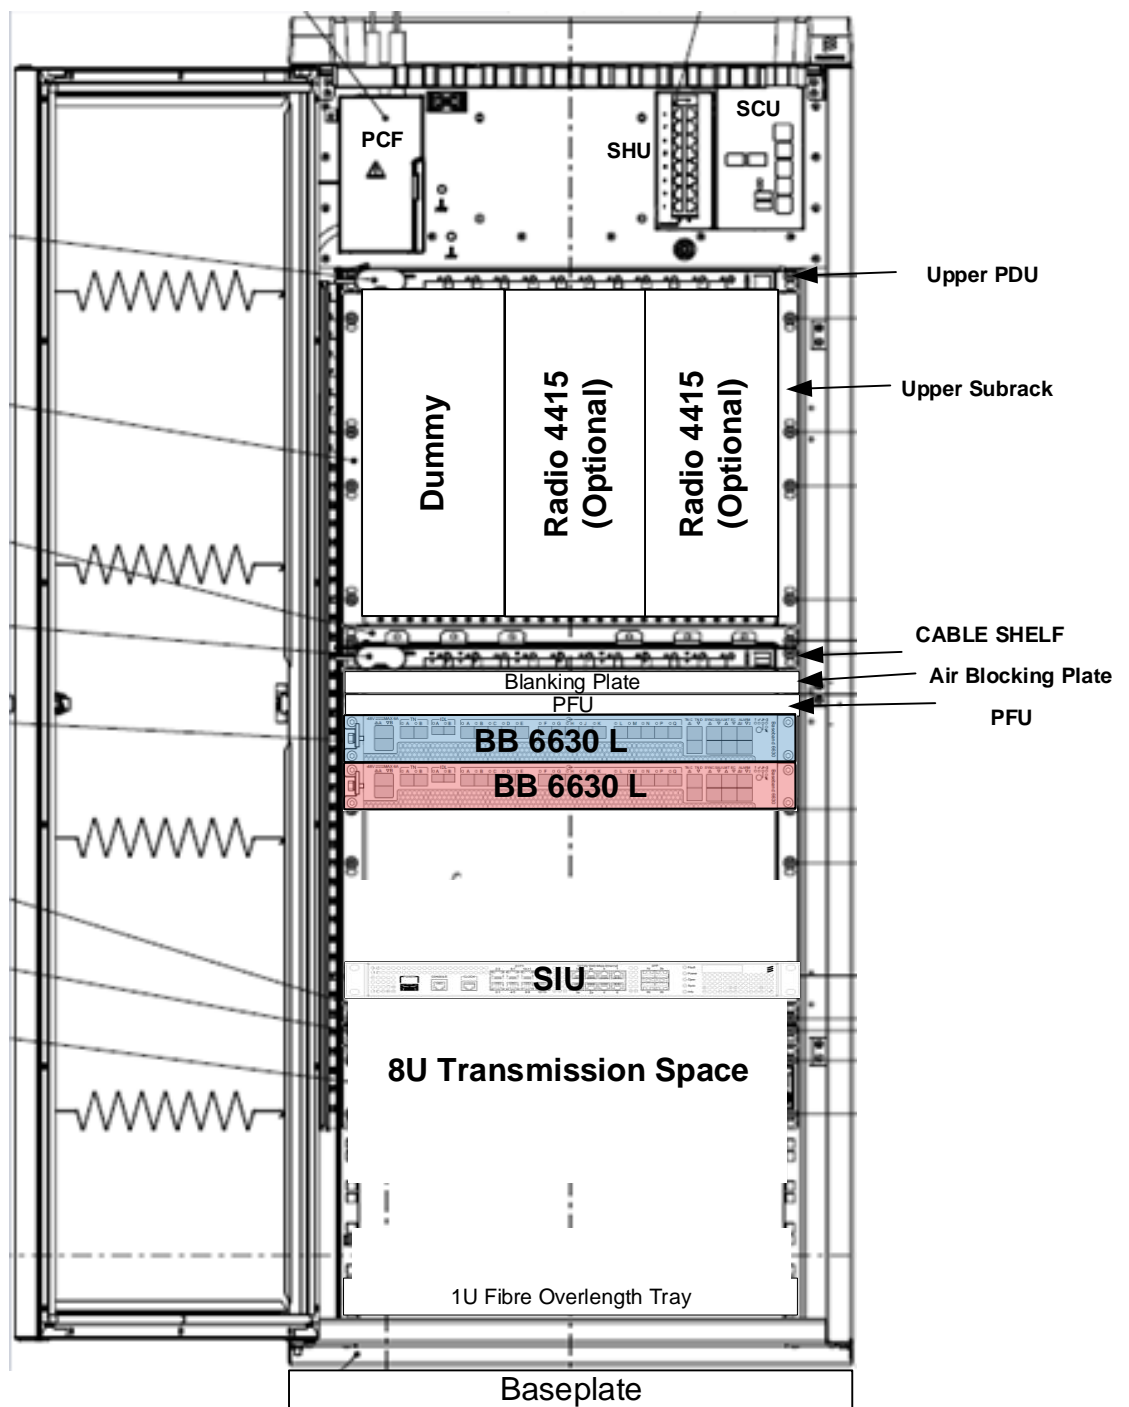 SCU
PCF
SHU
Upper PDU
Upper Subrack
Dummy
Radio 4415
(Optional)
Radio 4415
(Optional)
CABLE SHELF
Blanking Plate
Air Blocking Plate
PFU
PFU
BB 6630 L
BB 6630 L
SIU
8U Transmission Space
1U Fibre Overlength Tray
Baseplate